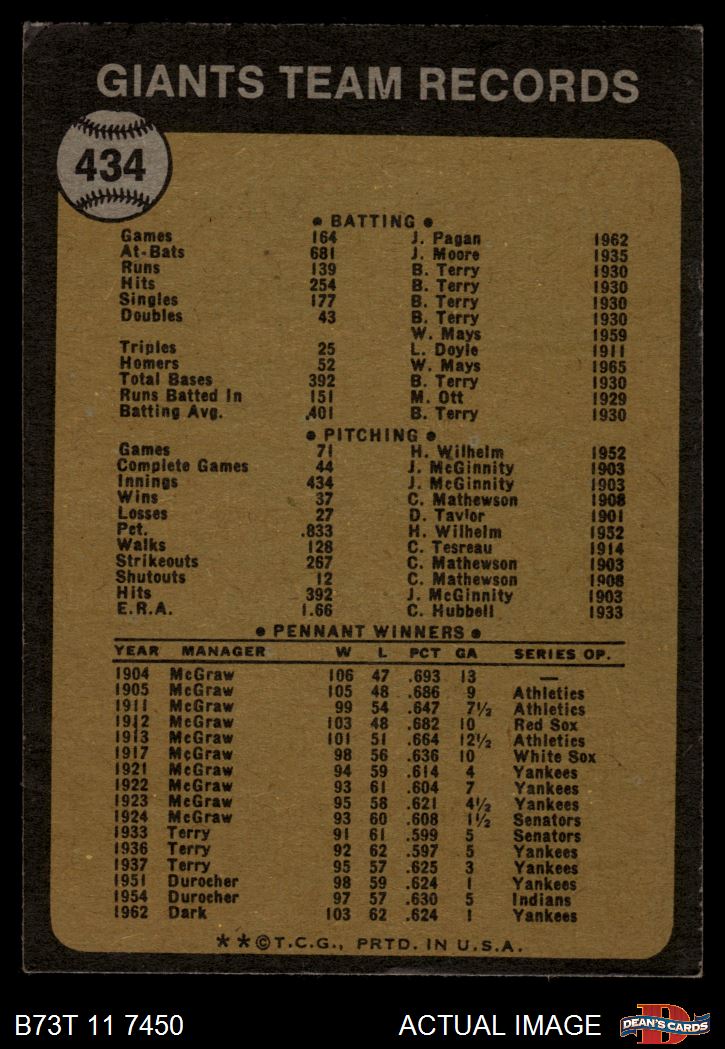 GIANTS TEAM RECORDS
434
• BATTING •
Games 164 J. Pagan 1962
At-Bats 681 J. Moore 1935
Runs 139 B. Terry 1930
Hits 254 B. Terry 1930
Singles 177 B. Terry 1930
Doubles 43 B. Terry 1930
W. Mays 1959
Triples 25 L. Doyle 1911
Homers 52 W. Mays 1965
Total Bases 392 B. Terry 1930
Runs Batted In 151 M. Ott 1929
Batting Avg. .401 B. Terry 1930
• PITCHING •
Games 71 H. Wilhelm 1952
Complete Games 44 J. McGinnity 1903
Innings 434 J. McGinnity 1903
Wins 37 C. Mathewson 1908
Losses 27 D. Taylor 1901
Pct. .833 H. Wilhelm 1952
Walks 128 C. Tesreau 1914
Strikeouts 267 C. Mathewson 1903
Shutouts 12 C. Mathewson 1908
Hits 392 J. McGinnity 1903
E.R.A. 1.66 C. Hubbell 1933
• PENNANT WINNERS •
YEAR MANAGER W L PCT GA SERIES OP.
1904 McGraw 106 47 .693 13 —
1905 McGraw 105 48 .686 9 Athletics
1911 McGraw 99 54 .647 7½ Athletics
1912 McGraw 103 48 .682 10 Red Sox
1913 McGraw 101 51 .664 12½ Athletics
1917 McGraw 98 56 .636 10 White Sox
1921 McGraw 94 59 .614 4 Yankees
1922 McGraw 93 61 .604 7 Yankees
1923 McGraw 95 58 .621 4½ Yankees
1924 McGraw 93 60 .608 1½ Senators
1933 Terry 91 61 .599 5 Senators
1936 Terry 92 62 .597 5 Yankees
1937 Terry 95 57 .625 3 Yankees
1951 Durocher 98 59 .624 1 Yankees
1954 Durocher 97 57 .630 5 Indians
1962 Dark 103 62 .624 1 Yankees
**©T.C.G., PRTD. IN U.S.A.
B73T 11 7450 ACTUAL IMAGE
D
DEAN'S CARDS